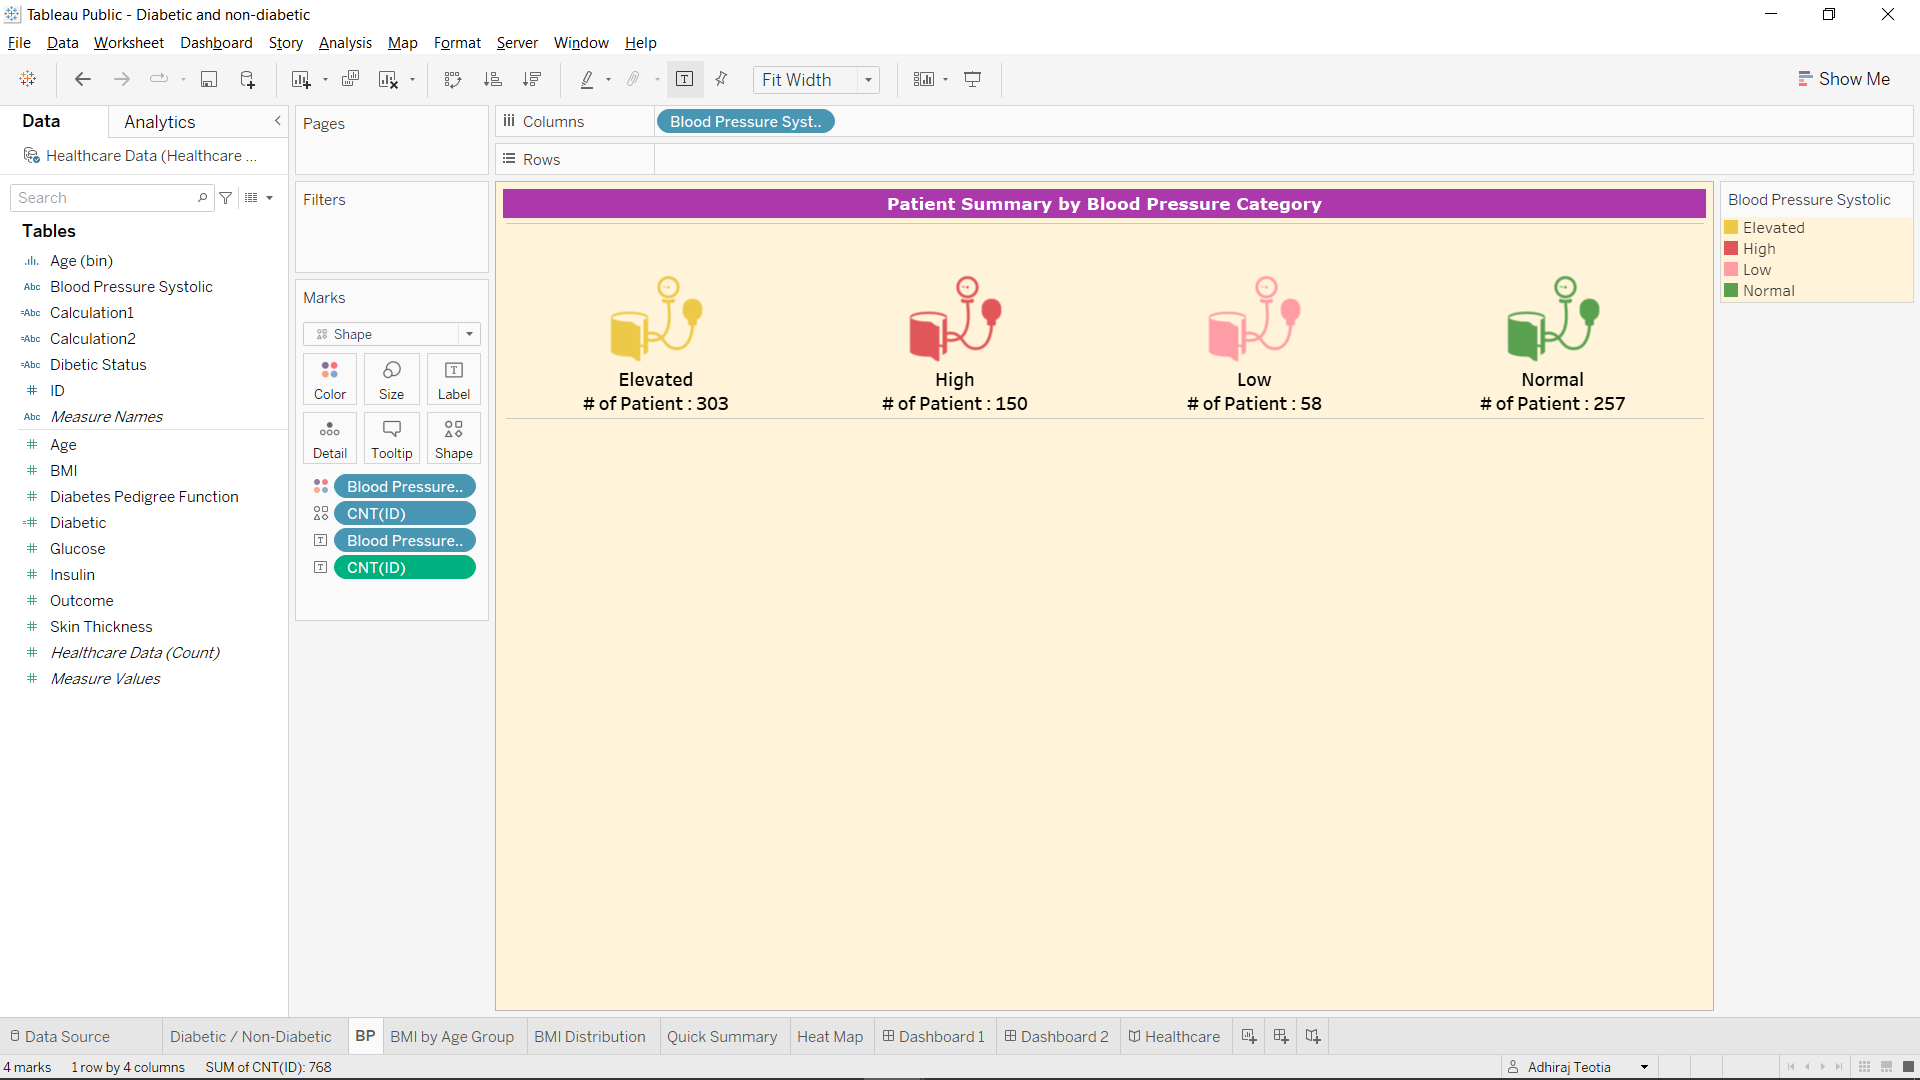 Tableau Public - Diabetic and non-diabetic
File Data Worksheet Dashboard Story Analysis Map Format Server Window Help
Fit Width
Show Me
Data Analytics
Healthcare Data (Healthcare ...
Search
Tables
Age (bin)
Abc Blood Pressure Systolic
=Abc Calculation1
=Abc Calculation2
=Abc Dibetic Status
# ID
Abc Measure Names
# Age
# BMI
# Diabetes Pedigree Function
=# Diabetic
# Glucose
# Insulin
# Outcome
# Skin Thickness
# Healthcare Data (Count)
# Measure Values
Pages
Filters
Marks
Shape
Color Size Label
Detail Tooltip Shape
Blood Pressure..
CNT(ID)
T Blood Pressure..
T CNT(ID)
Columns Blood Pressure Syst..
Rows
Patient Summary by Blood Pressure Category
Elevated
# of Patient : 303
High
# of Patient : 150
Low
# of Patient : 58
Normal
# of Patient : 257
Blood Pressure Systolic
Elevated
High
Low
Normal
Data Source Diabetic / Non-Diabetic BP BMI by Age Group BMI Distribution Quick Summary Heat Map Dashboard 1 Dashboard 2 Healthcare
4 marks 1 row by 4 columns SUM of CNT(ID): 768 Adhiraj Teotia